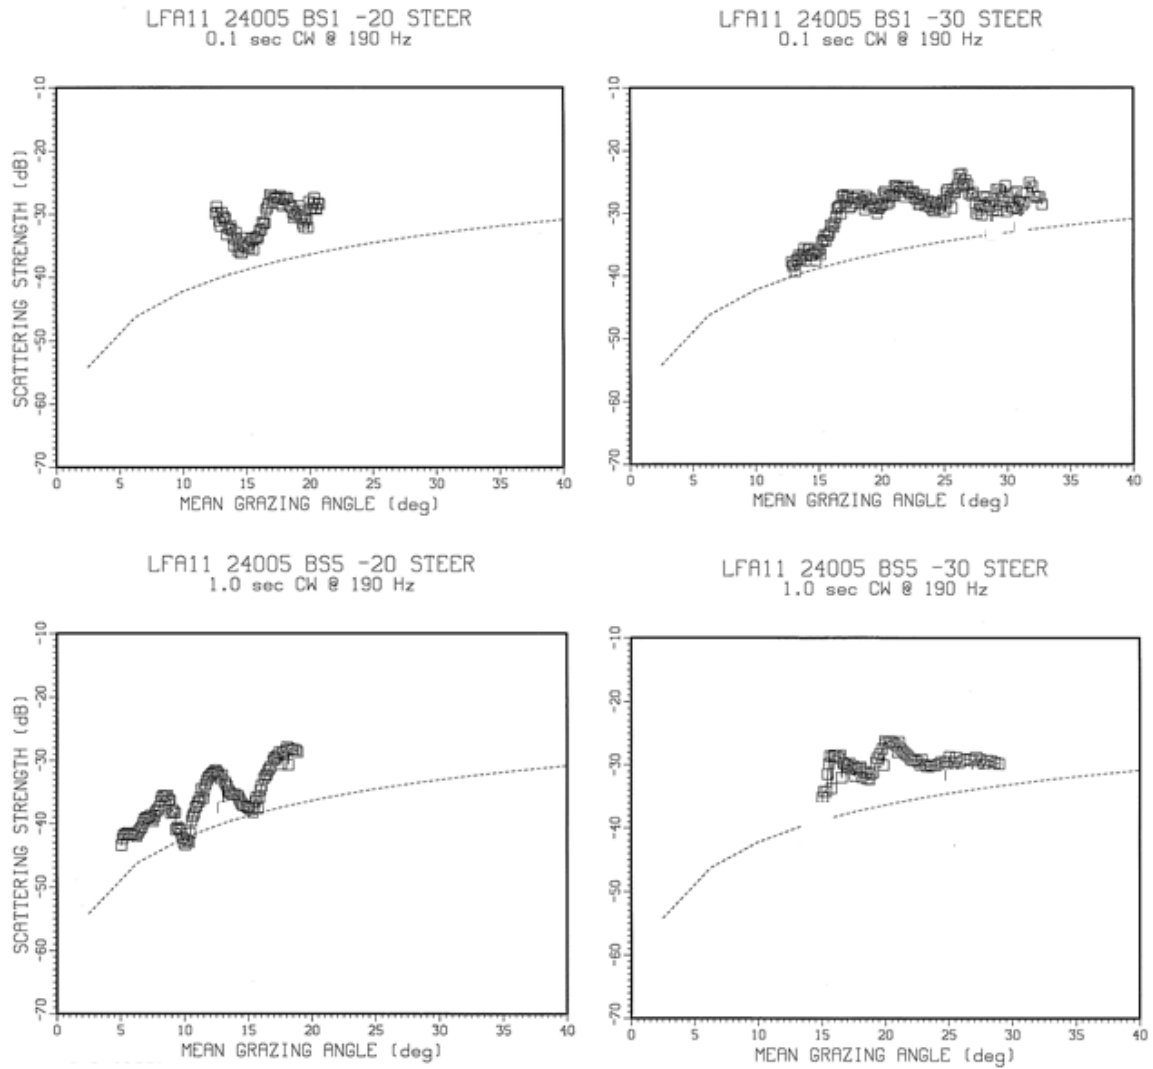 LFA11 24005 BS1 -20 STEER
0.1 sec CW @ 190 Hz
SCATTERING STRENGTH (dB)
-10
-20
-30
-40
-50
-60
-70
0 5 10 15 20 25 30 35 40
MEAN GRAZING ANGLE (deg)
LFA11 24005 BS1 -30 STEER
0.1 sec CW @ 190 Hz
-10
-20
-30
-40
-50
-60
-70
0 5 10 15 20 25 30 35 40
MEAN GRAZING ANGLE (deg)
LFA11 24005 BS5 -20 STEER
1.0 sec CW @ 190 Hz
SCATTERING STRENGTH (dB)
-10
-20
-30
-40
-50
-60
-70
0 5 10 15 20 25 30 35 40
MEAN GRAZING ANGLE (deg)
LFA11 24005 BS5 -30 STEER
1.0 sec CW @ 190 Hz
-10
-20
-30
-40
-50
-60
-70
0 5 10 15 20 25 30 35 40
MEAN GRAZING ANGLE (deg)